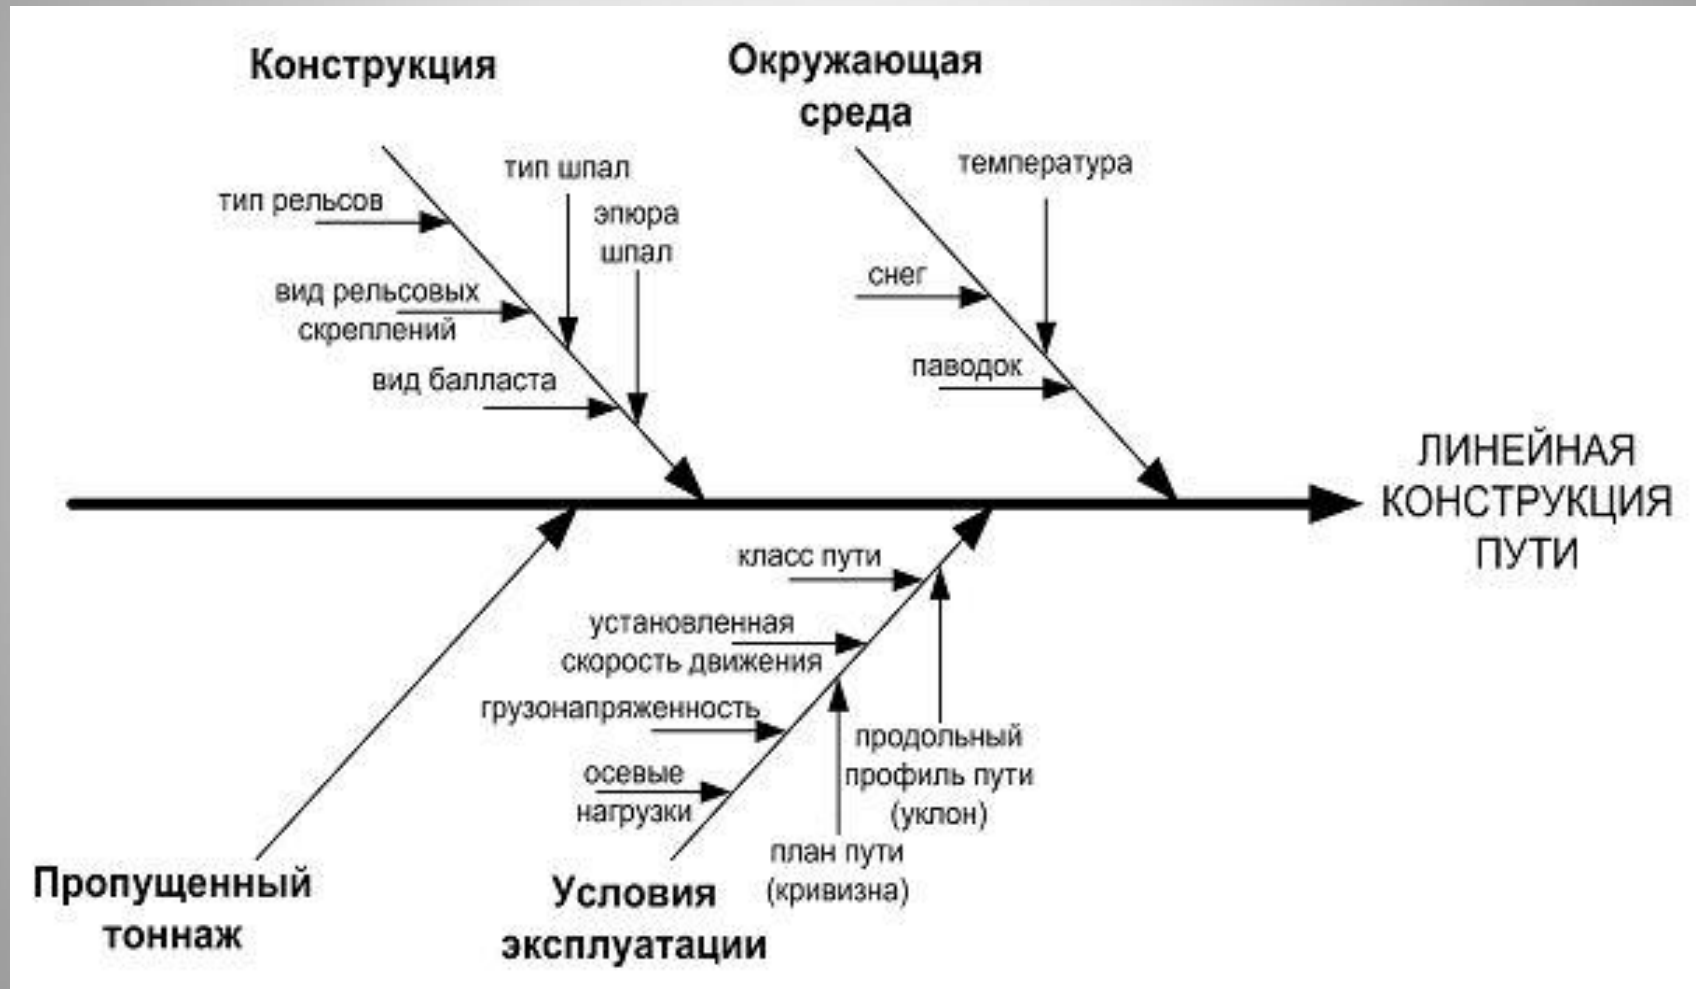 Конструкция
Окружающая
среда
тип шпал
температура
тип рельсов
эпюра
шпал
снег
вид рельсовых
скреплений
паводок
вид балласта
ЛИНЕЙНАЯ
КОНСТРУКЦИЯ
ПУТИ
класс пути
установленная
скорость движения
грузонапряженность
продольный
профиль пути
(уклон)
осевые
нагрузки
план пути
(кривизна)
Пропущенный
тоннаж
Условия
эксплуатации